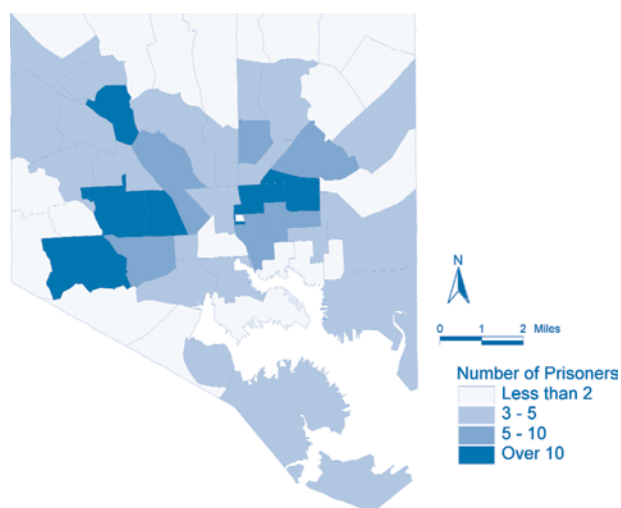 N
0 1 2 Miles
Number of Prisoners
Less than 2
3 - 5
5 - 10
Over 10